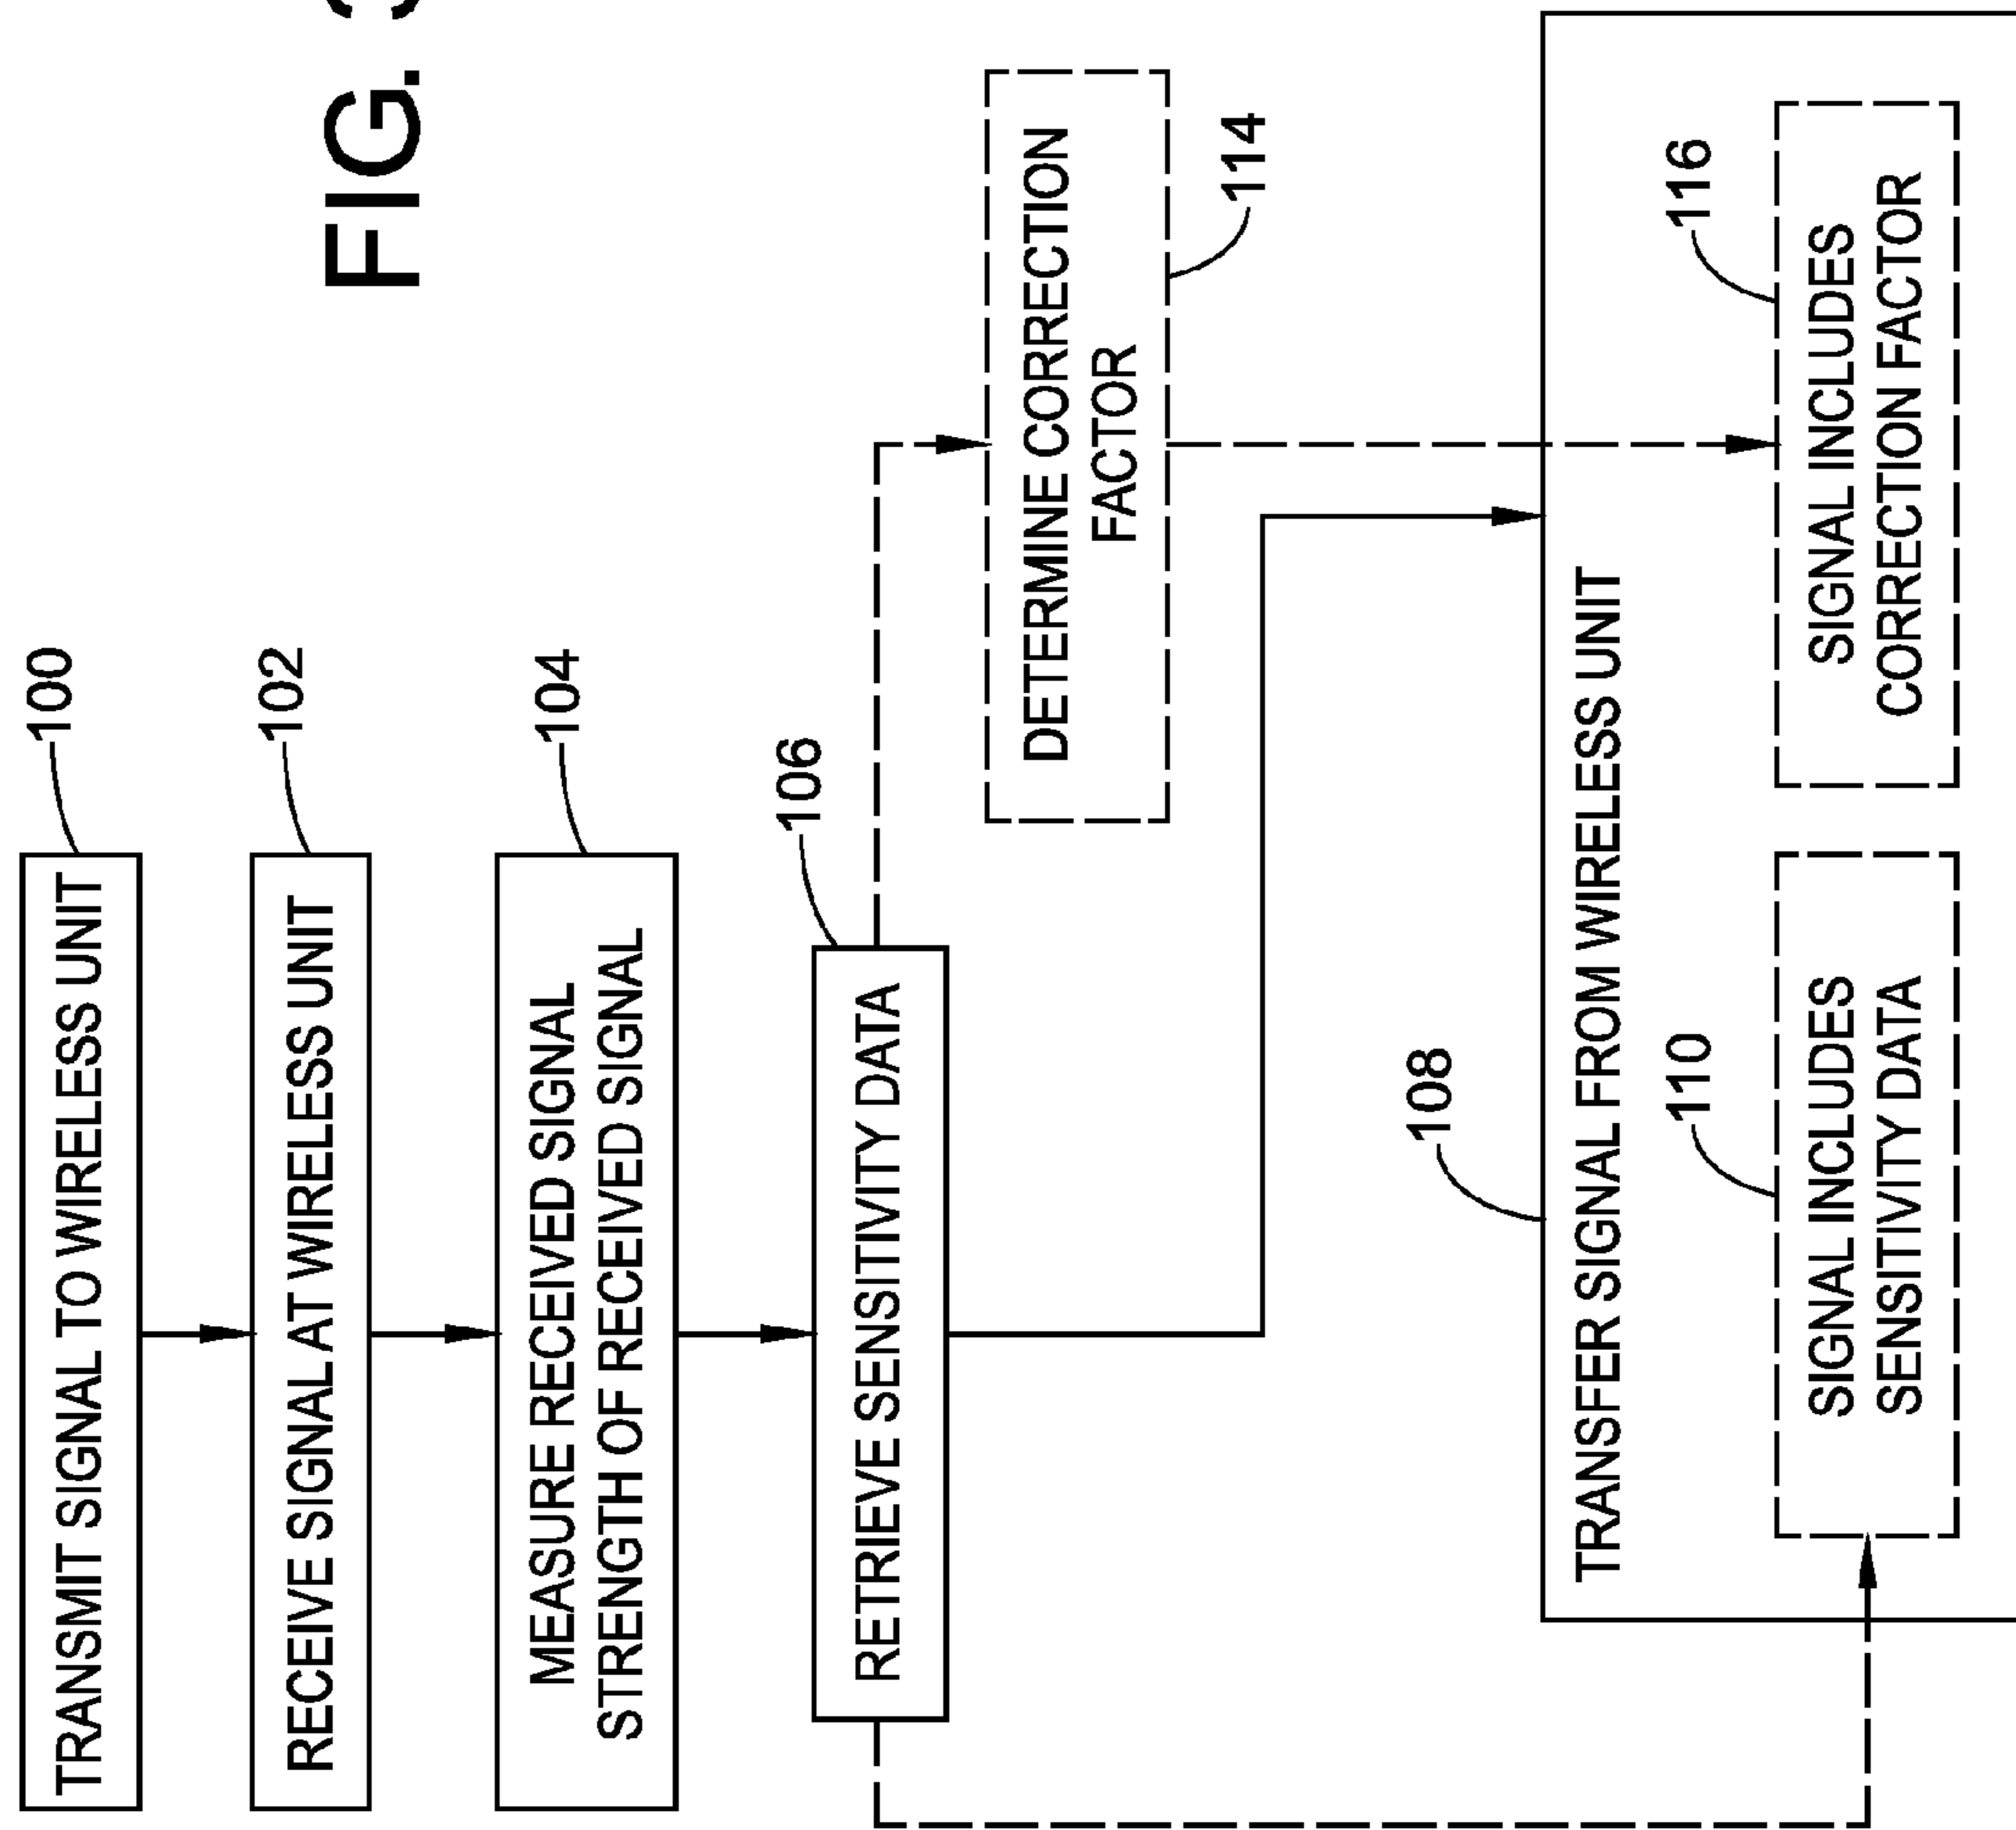 FIG.
100
TRANSMIT SIGNAL TO WIRELESS UNIT
102
RECEIVE SIGNAL AT WIRELESS UNIT
104
MEASURE RECEIVED SIGNAL
STRENGTH OF RECEIVED SIGNAL
106
RETRIEVE SENSITIVITY DATA
DETERMINE CORRECTION
FACTOR
114
108
TRANSFER SIGNAL FROM WIRELESS UNIT
110
SIGNAL INCLUDES
SENSITIVITY DATA
116
SIGNAL INCLUDES
CORRECTION FACTOR